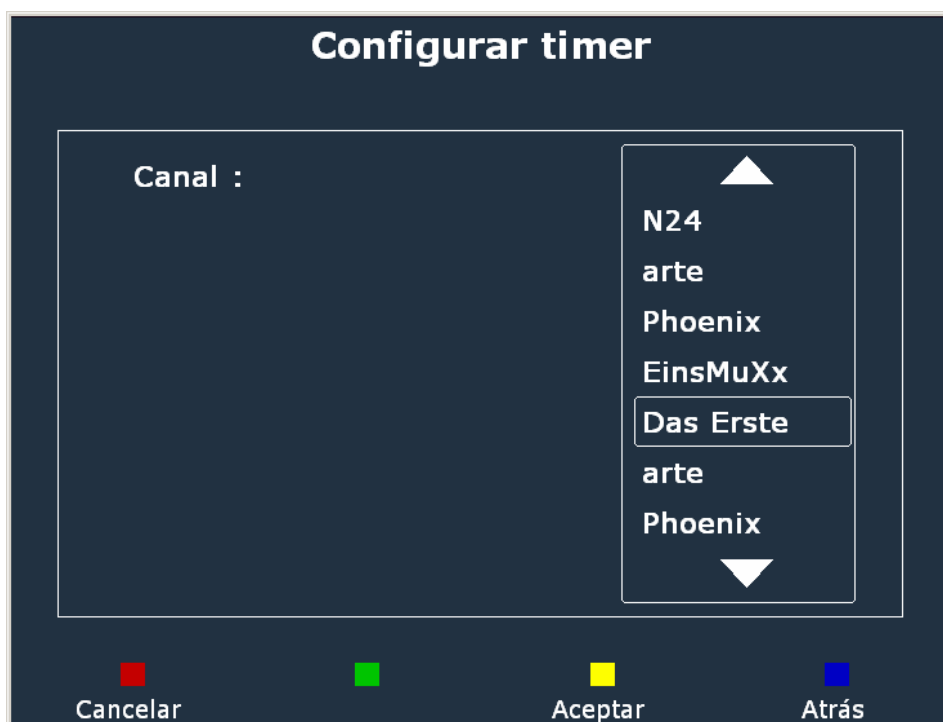 Configurar timer
Canal :
N24
arte
Phoenix
EinsMuXx
Das Erste
arte
Phoenix
Cancelar
Aceptar
Atrás